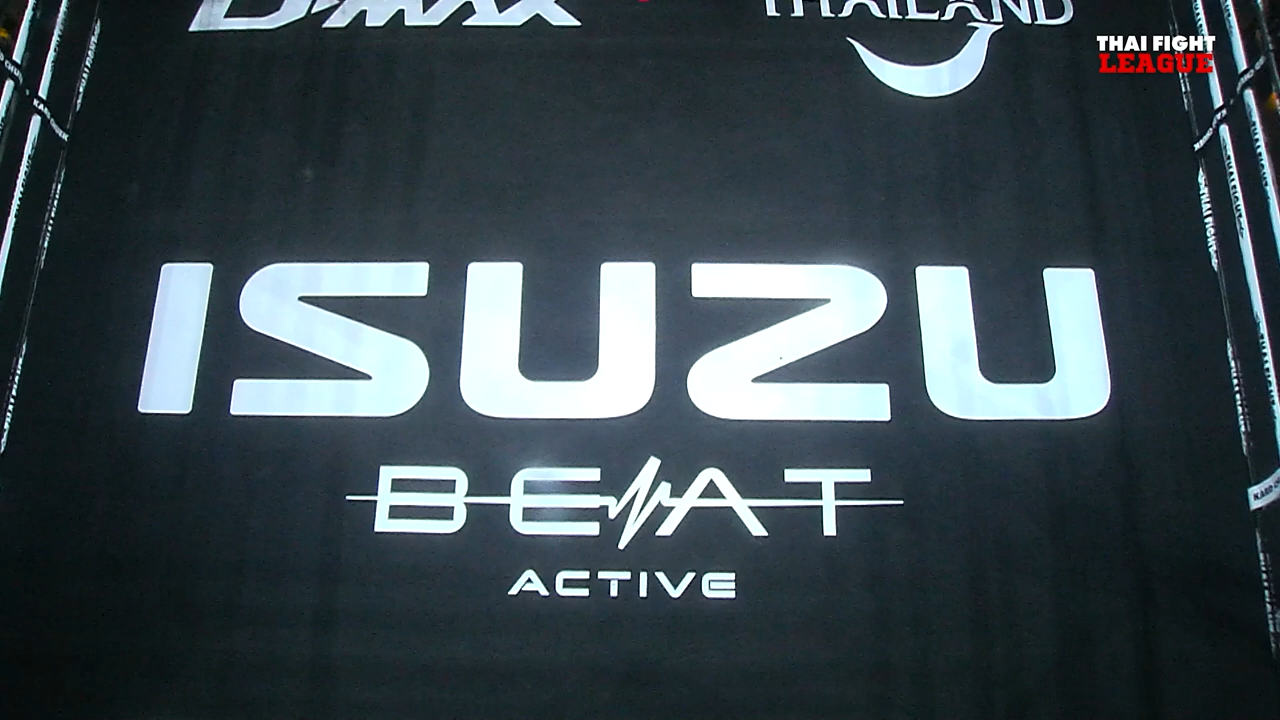 D-MAX
THAILAND
THAI FIGHT
LEAGUE
ISUZU
BEAT
ACTIVE